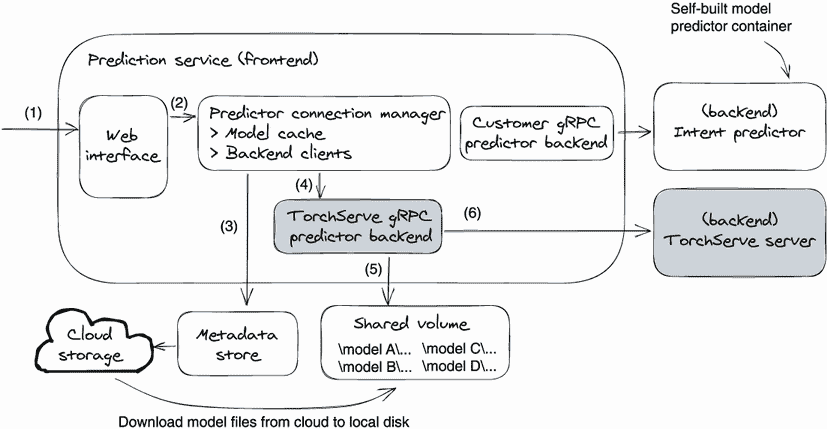 Self-built model
predictor container
Prediction service (frontend)
(1)
Web
interface
(2)
Predictor connection manager
> Model cache
> Backend clients
Customer gRPC
predictor backend
(backend)
Intent predictor
(3)
(4)
TorchServe gRPC
predictor backend
(6)
(backend)
TorchServe server
(5)
Cloud
storage
Metadata
store
Shared volume
\model A\... \model C\...
\model B\... \model D\...
Download model files from cloud to local disk